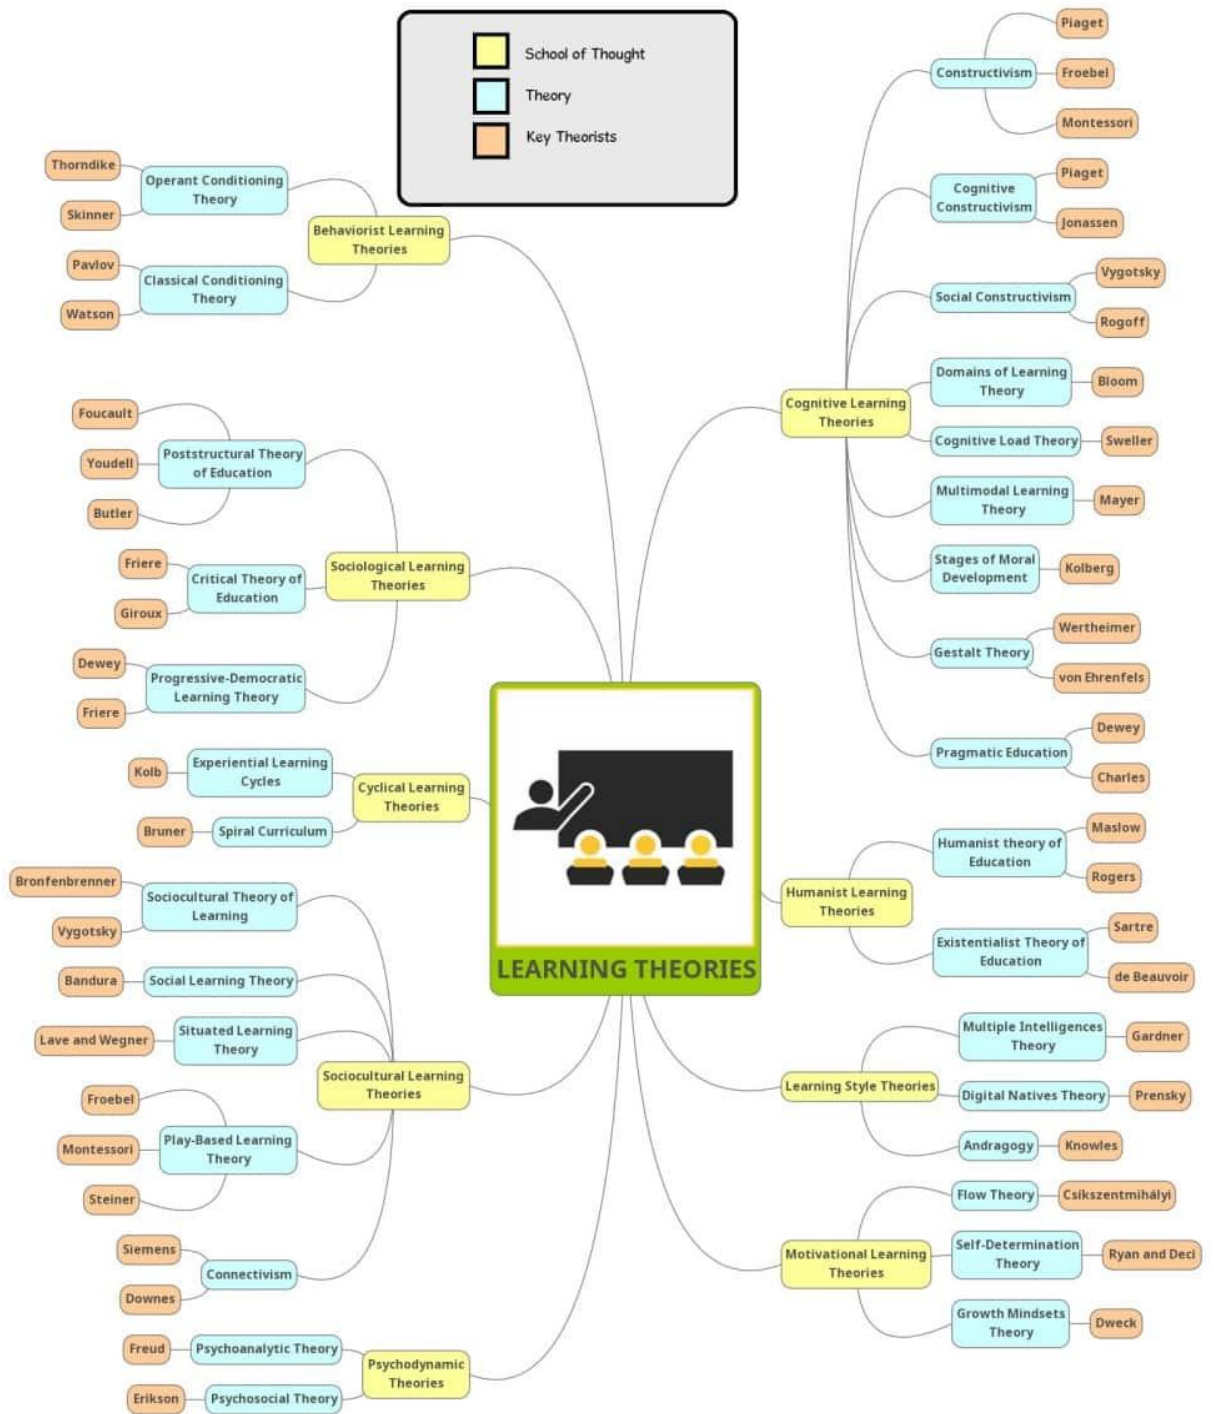 School of Thought
Theory
Key Theorists
Thorndike
Skinner
Operant Conditioning
Theory
Pavlov
Watson
Classical Conditioning
Theory
Behaviorist Learning
Theories
Foucault
Youdell
Butler
Poststructural Theory
of Education
Friere
Giroux
Critical Theory of
Education
Dewey
Friere
Progressive-Democratic
Learning Theory
Sociological Learning
Theories
Kolb
Experiential Learning
Cycles
Bruner
Spiral Curriculum
Cyclical Learning
Theories
Bronfenbrenner
Vygotsky
Sociocultural Theory of
Learning
Bandura
Social Learning Theory
Lave and Wegner
Situated Learning
Theory
Froebel
Montessori
Steiner
Play-Based Learning
Theory
Siemens
Downes
Connectivism
Sociocultural Learning
Theories
Freud
Psychoanalytic Theory
Erikson
Psychosocial Theory
Psychodynamic
Theories
LEARNING THEORIES
Cognitive Learning
Theories
Constructivism
Piaget
Froebel
Montessori
Cognitive
Constructivism
Piaget
Jonassen
Social Constructivism
Vygotsky
Rogoff
Domains of Learning
Theory
Bloom
Cognitive Load Theory
Sweller
Multimodal Learning
Theory
Mayer
Stages of Moral
Development
Kolberg
Gestalt Theory
Wertheimer
von Ehrenfels
Pragmatic Education
Dewey
Charles
Humanist Learning
Theories
Humanist theory of
Education
Maslow
Rogers
Existentialist Theory of
Education
Sartre
de Beauvoir
Learning Style Theories
Multiple Intelligences
Theory
Gardner
Digital Natives Theory
Prensky
Andragogy
Knowles
Motivational Learning
Theories
Flow Theory
Csikszentmihályi
Self-Determination
Theory
Ryan and Deci
Growth Mindsets
Theory
Dweck